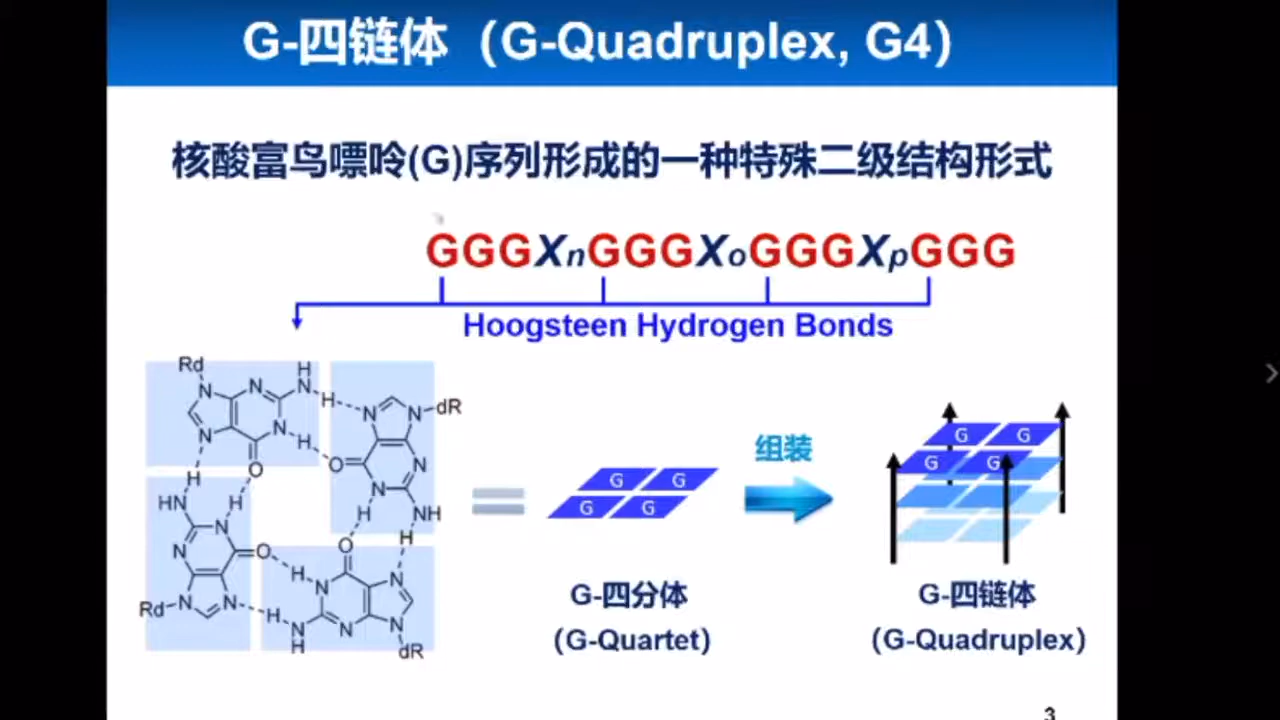 G-四链体（G-Quadruplex, G4）
核酸富鸟嘌呤(G)序列形成的一种特殊二级结构形式
GGGXnGGGXoGGGXpGGG
Hoogsteen Hydrogen Bonds
Rd N N N H H
N N H N N dR
N H O O N
H H N N
HN N H NH
N O O H H
H N N
Rd N N H N N N
H dR
组装
G G
G G
G G
G G
G-四分体
(G-Quartet)
G-四链体
(G-Quadruplex)
3